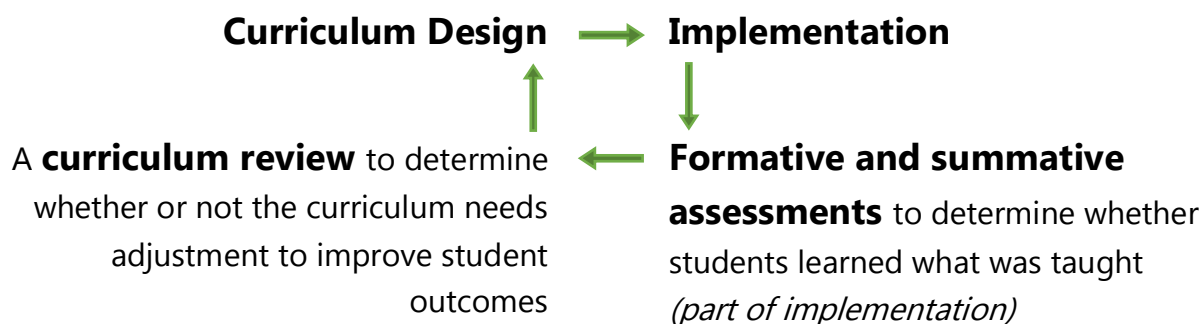 Curriculum Design
Implementation
A curriculum review to determine
whether or not the curriculum needs
adjustment to improve student
outcomes
Formative and summative
assessments to determine whether
students learned what was taught
(part of implementation)